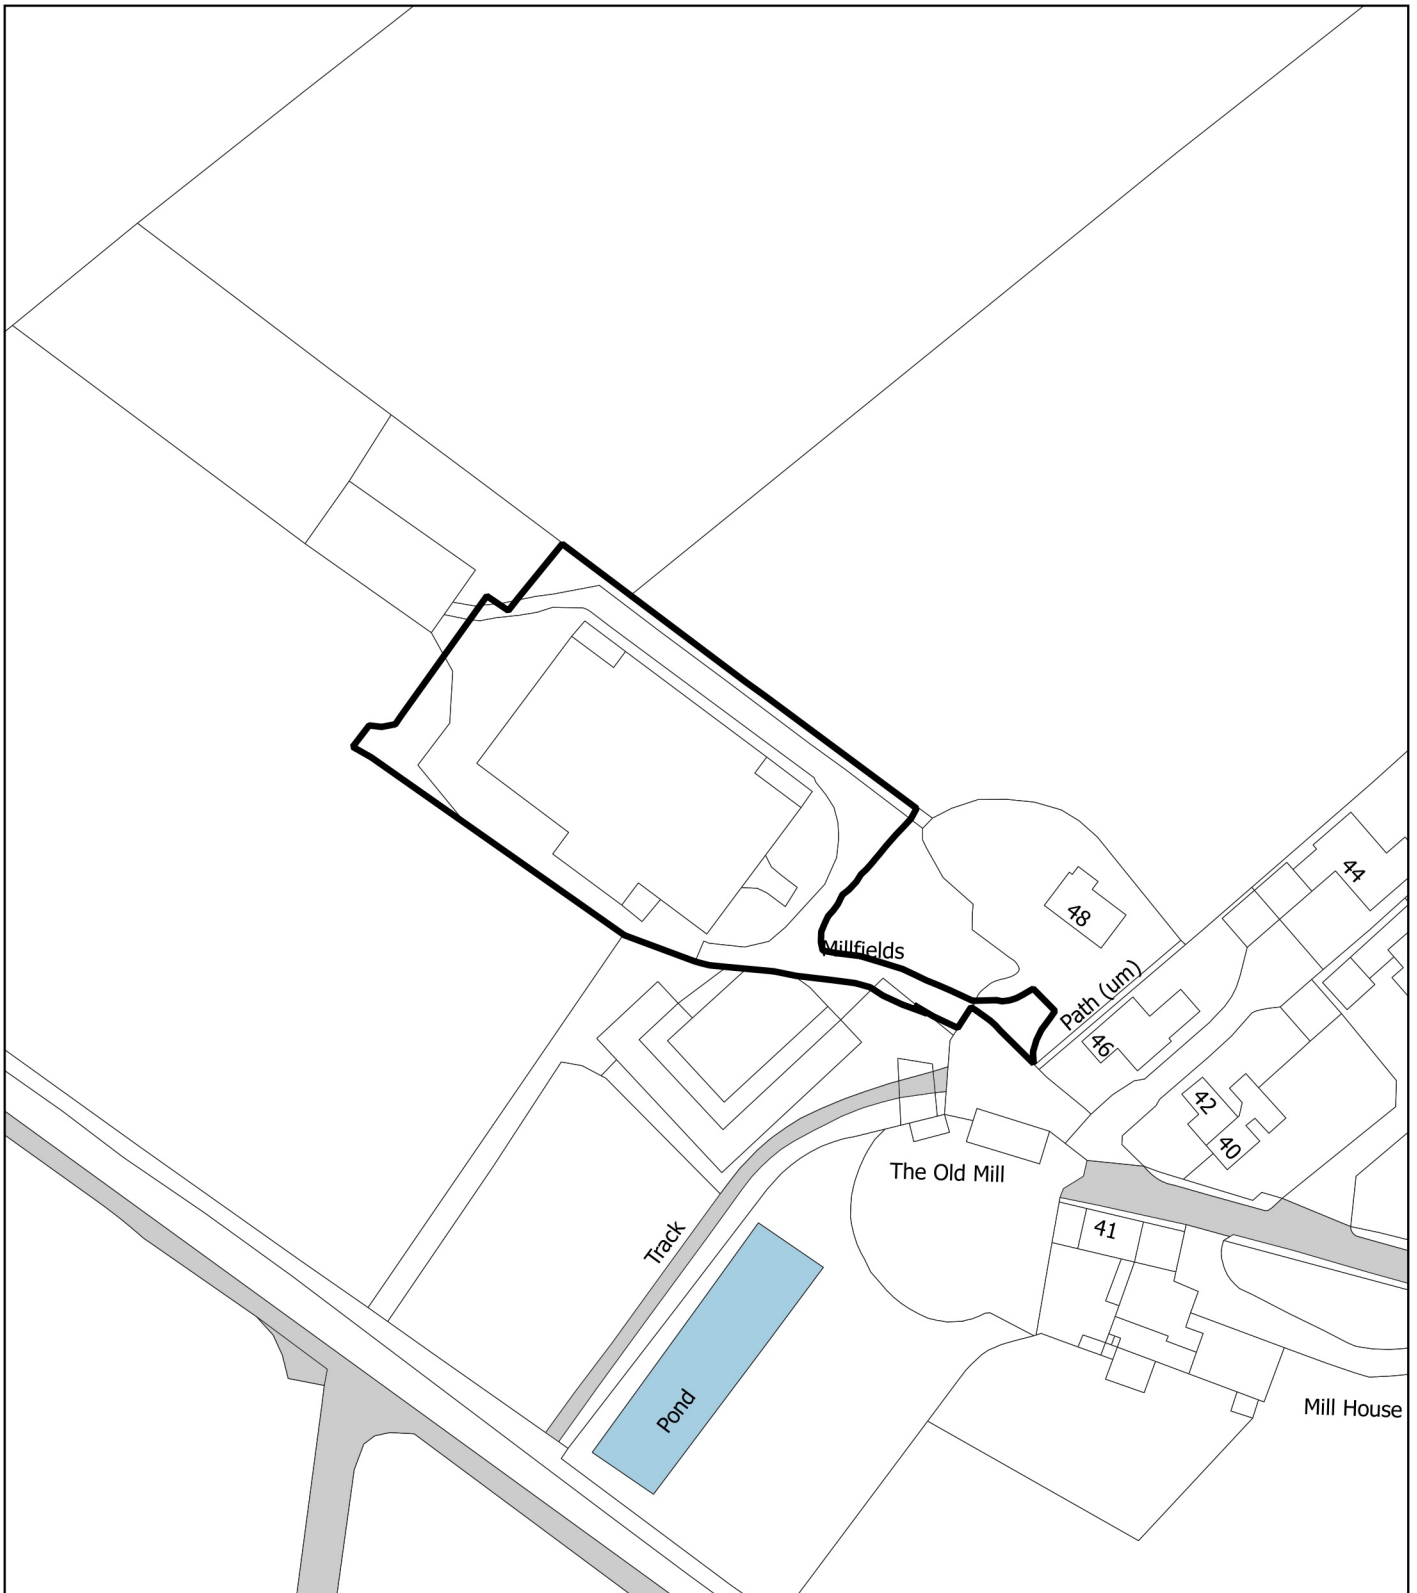 44
48
Millfields
Path (um)
46
42
40
The Old Mill
41
Track
Pond
Mill House